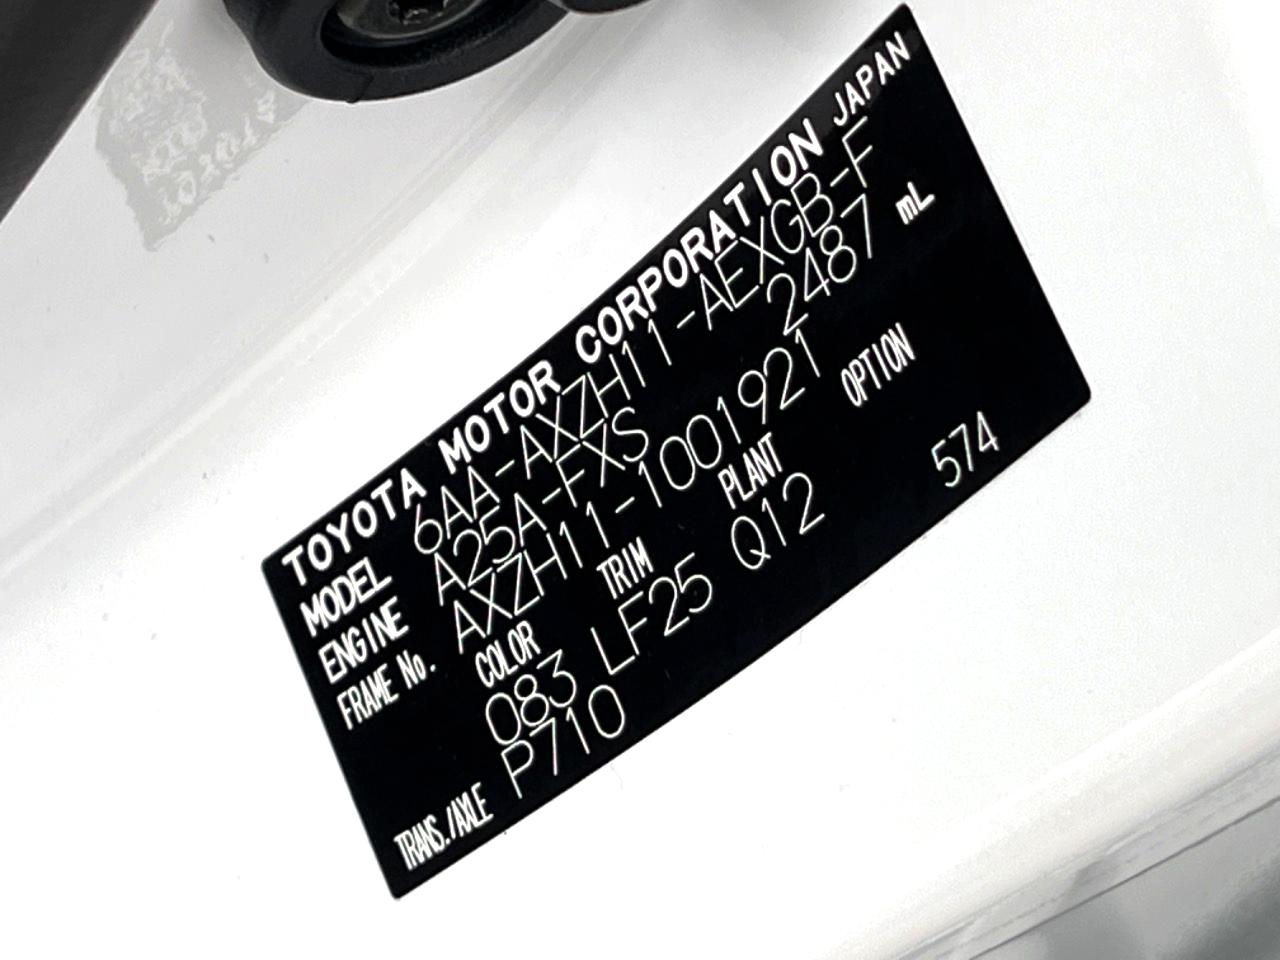 TOYOTA MOTOR CORPORATION JAPAN
MODEL 6AA-AXZH11-AEXGB-F
ENGINE A25A-FXS 2487 mL
FRAME No. AXZH11-1001921
COLOR TRIM PLANT OPTION
083 LF25 Q12
TRANS./AXLE P710 574